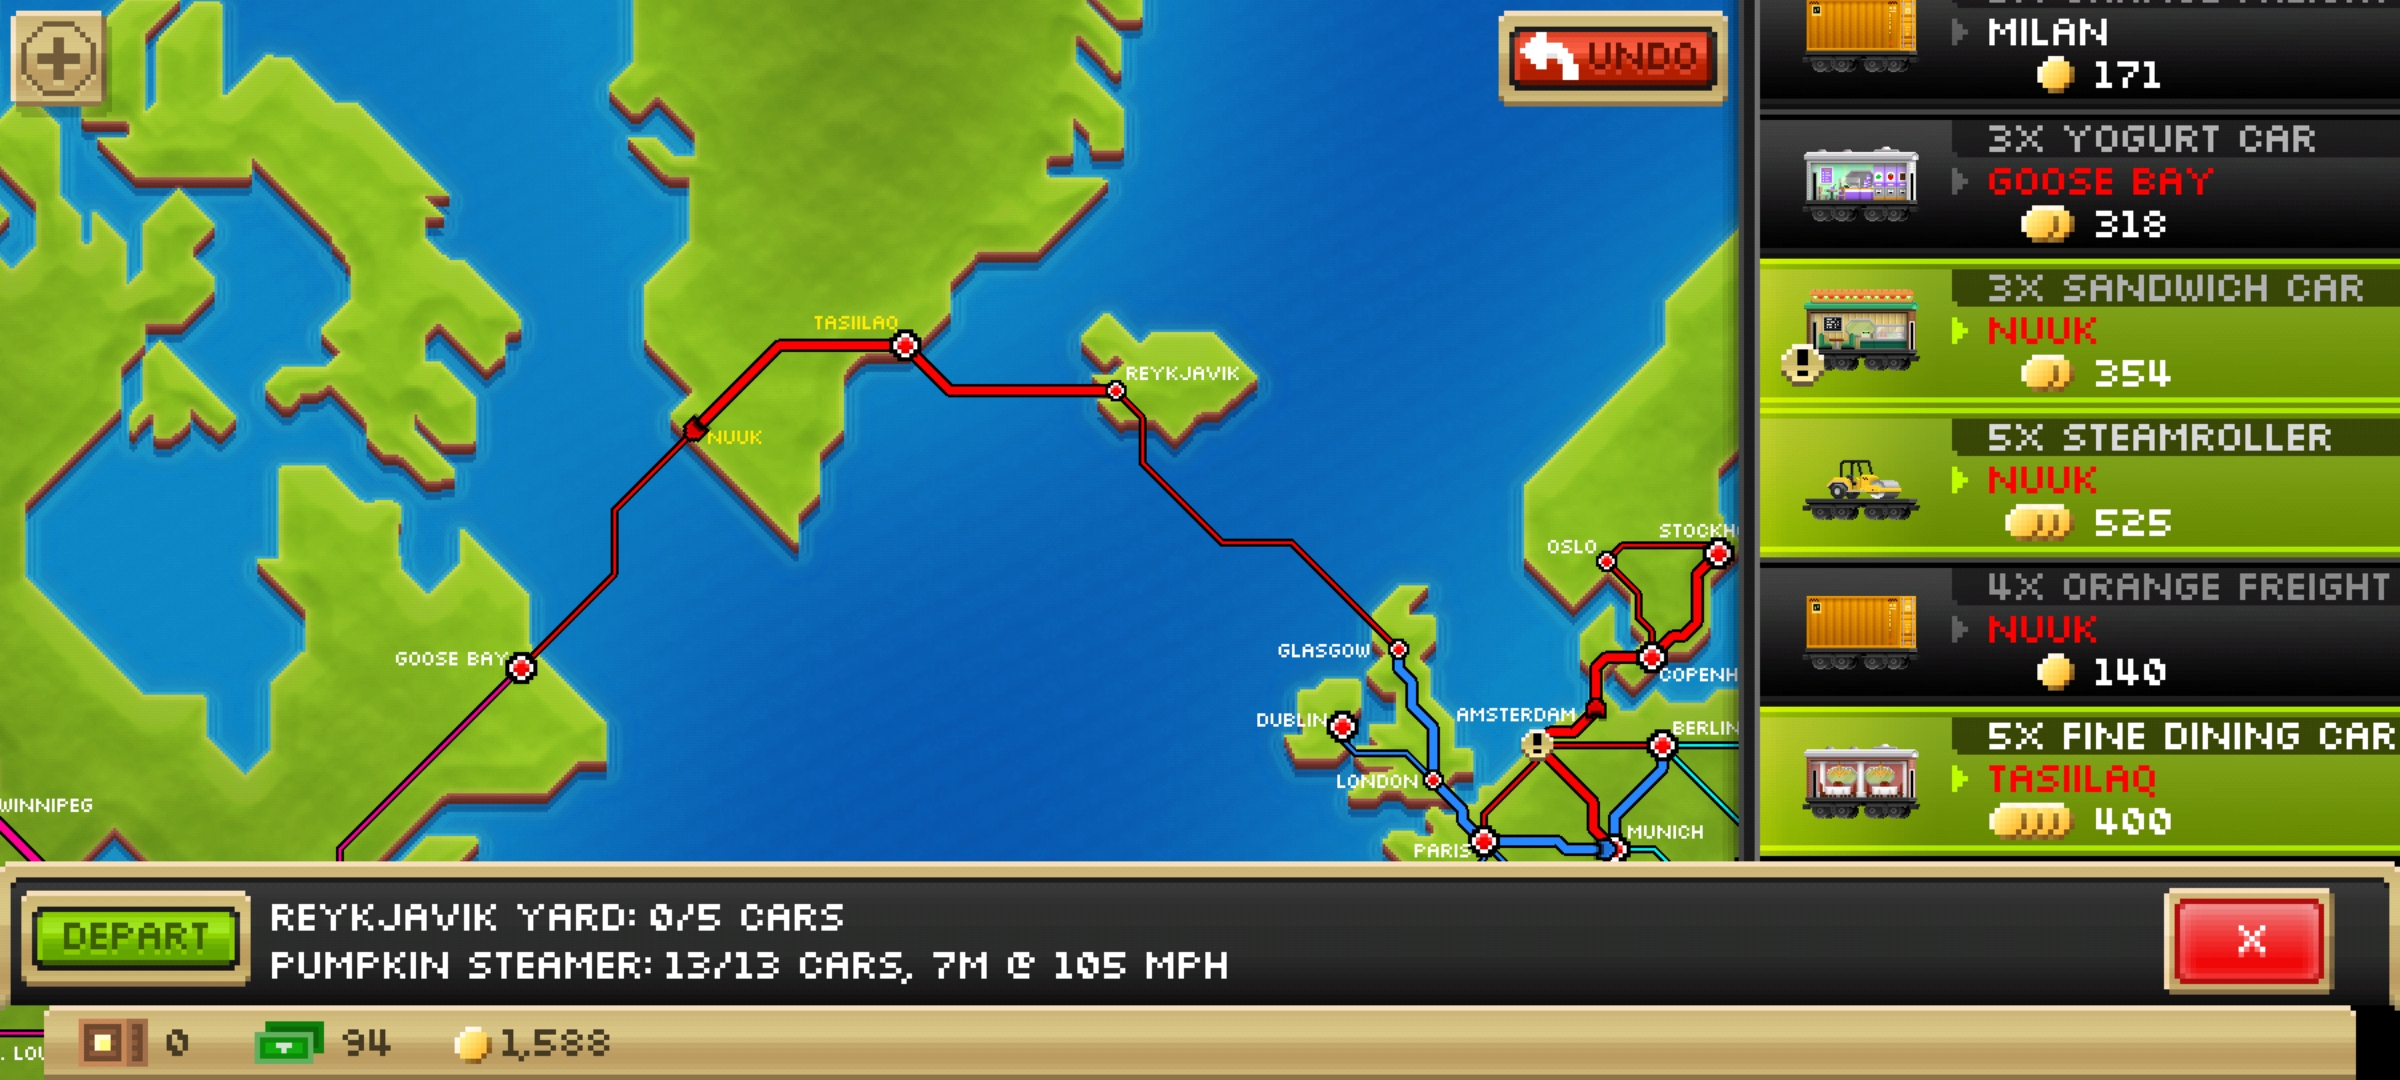 UNDO
TASIILAQ
REYKJAVIK
NUUK
OSLO
GOOSE BAY
GLASGOW
DUBLIN
AMSTERDAM
BERLIN
LONDON
WINNIPEG
MUNICH
PARIS
MILAN
171
3X YOGURT CAR
GOOSE BAY
318
3X SANDWICH CAR
NUUK
354
5X STEAMROLLER
NUUK
525
4X ORANGE FREIGHT
NUUK
140
5X FINE DINING CAR
TASIILAQ
400
DEPART
REYKJAVIK YARD: 0/5 CARS
PUMPKIN STEAMER: 13/13 CARS, 7M @ 105 MPH
X
0
94
1,588